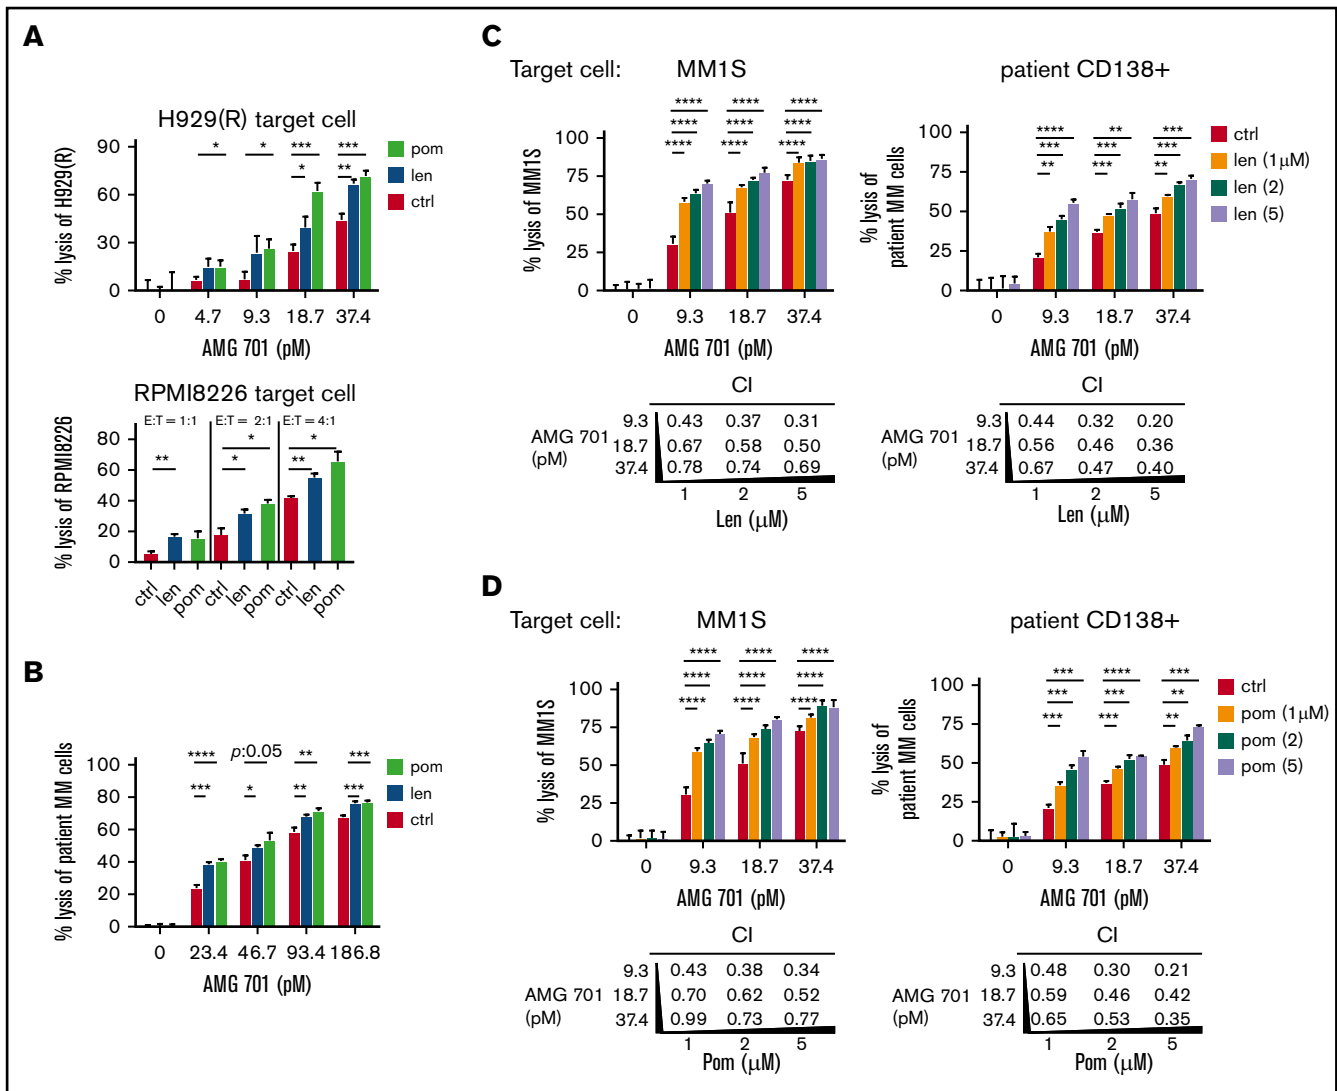 A
H929(R) target cell
% lysis of H929(R)
90
60
30
0
* * *** ***
* **
pom
len
ctrl
0 4.7 9.3 18.7 37.4
AMG 701 (pM)
RPMI8226 target cell
% lysis of RPMI8226
E:T = 1:1 E:T = 2:1 E:T = 4:1
80
60
40
20
0
** * * ** *
ctrl len pom ctrl len pom ctrl len pom
B
% lysis of patient MM cells
100
80
60
40
20
0
**** p:0.05 ** ***
*** * ** ***
pom
len
ctrl
0 23.4 46.7 93.4 186.8
AMG 701 (pM)
C
Target cell: MM1S patient CD138+
% lysis of MM1S
100
75
50
25
0
**** **** ****
**** **** ****
**** **** ****
0 9.3 18.7 37.4
AMG 701 (pM)
% lysis of
patient MM cells
100
75
50
25
0
**** ** ***
*** *** ***
** *** **
ctrl
len (1μM)
len (2)
len (5)
0 9.3 18.7 37.4
AMG 701 (pM)
CI
AMG 701
(pM)
9.3 0.43 0.37 0.31
18.7 0.67 0.58 0.50
37.4 0.78 0.74 0.69
1 2 5
Len (μM)
CI
AMG 701
(pM)
9.3 0.44 0.32 0.20
18.7 0.56 0.46 0.36
37.4 0.67 0.47 0.40
1 2 5
Len (μM)
D
Target cell: MM1S patient CD138+
% lysis of MM1S
100
75
50
25
0
**** **** ****
**** **** ****
**** **** ****
0 9.3 18.7 37.4
AMG 701 (pM)
% lysis of
patient MM cells
100
75
50
25
0
*** **** ***
*** *** **
*** *** **
ctrl
pom (1μM)
pom (2)
pom (5)
0 9.3 18.7 37.4
AMG 701 (pM)
CI
AMG 701
(pM)
9.3 0.43 0.38 0.34
18.7 0.70 0.62 0.52
37.4 0.99 0.73 0.77
1 2 5
Pom (μM)
CI
AMG 701
(pM)
9.3 0.48 0.30 0.21
18.7 0.59 0.46 0.42
37.4 0.65 0.53 0.35
1 2 5
Pom (μM)